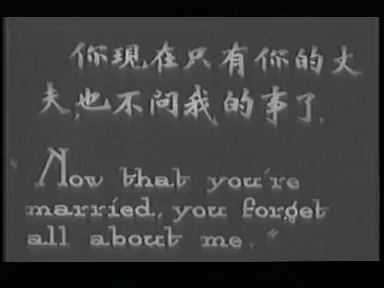 你現在只有你的丈
夫,也不問我的事了.
Now that you're
married, you forget
all about me."